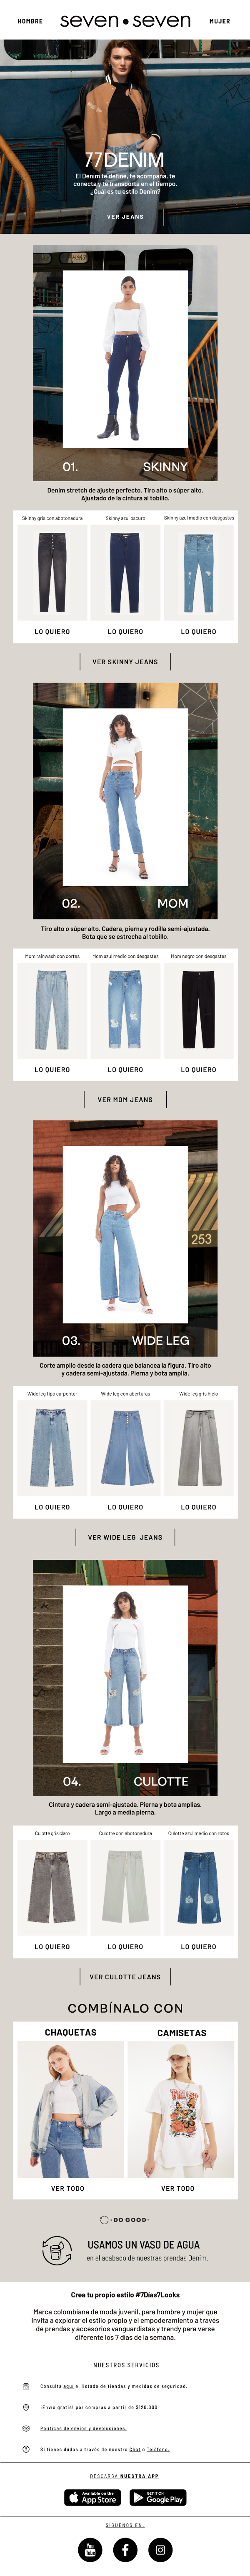 HOMBRE
seven•seven
MUJER
77DENIM
El Denim te define, te acompaña, te
conecta y te transporta en el tiempo.
¿Cuál es tu estilo Denim?
VER JEANS
01.
SKINNY
Denim stretch de ajuste perfecto. Tiro alto o súper alto.
Ajustado de la cintura al tobillo.
Skinny gris con abotonadura
Skinny azul oscuro
Skinny azul medio con desgastes
LO QUIERO
LO QUIERO
LO QUIERO
VER SKINNY JEANS
02.
MOM
Tiro alto o súper alto. Cadera, pierna y rodilla semi-ajustada.
Bota que se estrecha al tobillo.
Mom rainwash con cortes
Mom azul medio con desgastes
Mom negro con desgastes
LO QUIERO
LO QUIERO
LO QUIERO
VER MOM JEANS
253
03.
WIDE LEG
Corte amplio desde la cadera que balancea la figura. Tiro alto
y cadera semi-ajustada. Pierna y bota amplia.
Wide leg tipo carpenter
Wide leg con aberturas
Wide leg gris hielo
LO QUIERO
LO QUIERO
LO QUIERO
VER WIDE LEG JEANS
04.
CULOTTE
Cintura y cadera semi-ajustada. Pierna y bota amplias.
Largo a media pierna.
Culotte gris claro
Culotte con abotonadura
Culotte azul medio con rotos
LO QUIERO
LO QUIERO
LO QUIERO
VER CULOTTE JEANS
COMBÍNALO CON
CHAQUETAS
CAMISETAS
VER TODO
VER TODO
•DO GOOD•
USAMOS UN VASO DE AGUA
en el acabado de nuestras prendas Denim.
Crea tu propio estilo #7Días7Looks
Marca colombiana de moda juvenil, para hombre y mujer que
invita a explorar el estilo propio y el empoderamiento a través
de prendas y accesorios vanguardistas y trendy para verse
diferente los 7 días de la semana.
NUESTROS SERVICIOS
Consulta aquí el listado de tiendas y medidas de seguridad.
¡Envío gratis! por compras a partir de $120.000
Políticas de envíos y devoluciones.
Si tienes dudas a través de nuestro Chat o Teléfono.
DESCARGA NUESTRA APP
Available on the
App Store
GET IT ON
Google Play
SÍGUENOS EN:
You
Tube